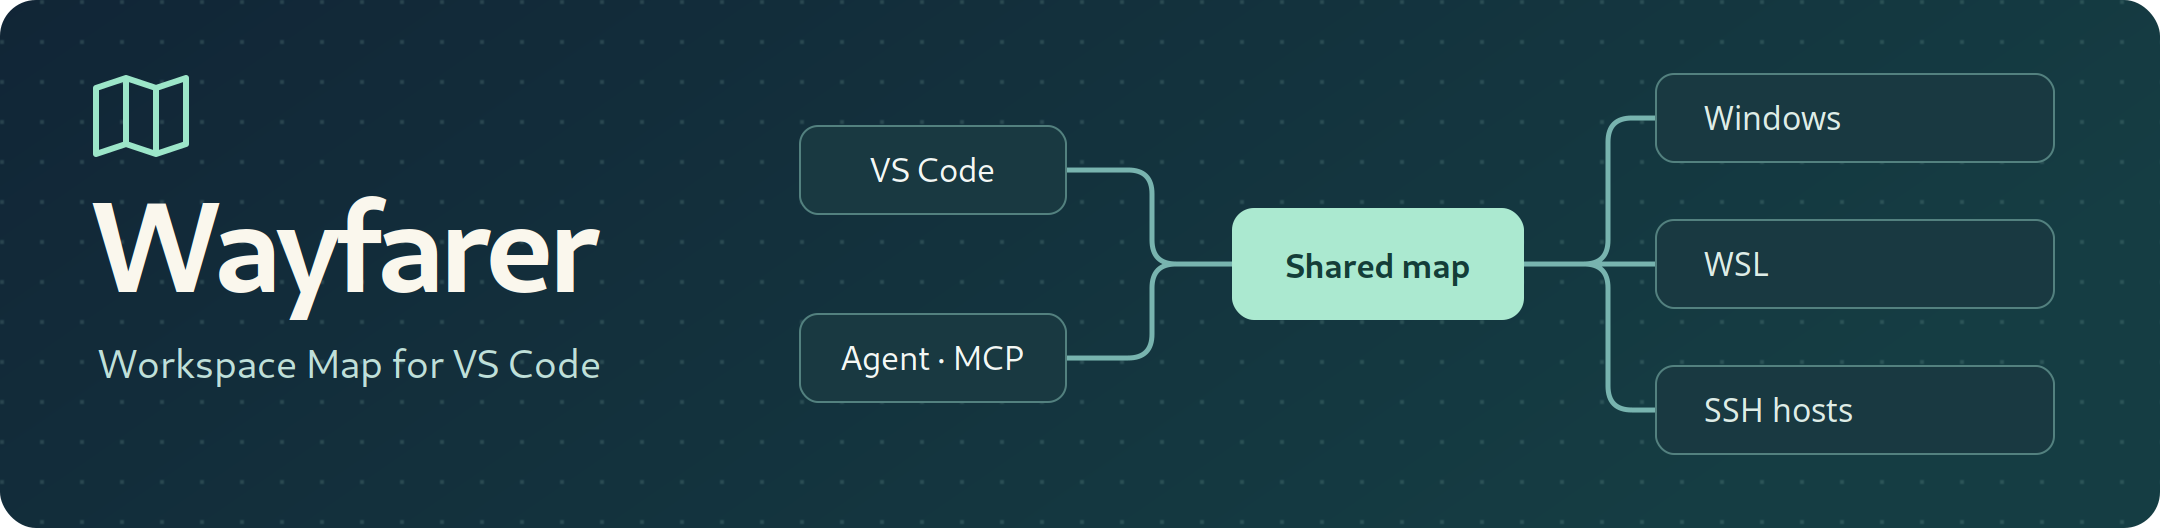 Wayfarer
Workspace Map for VS Code
VS Code
Agent · MCP
Shared map
Windows
WSL
SSH hosts